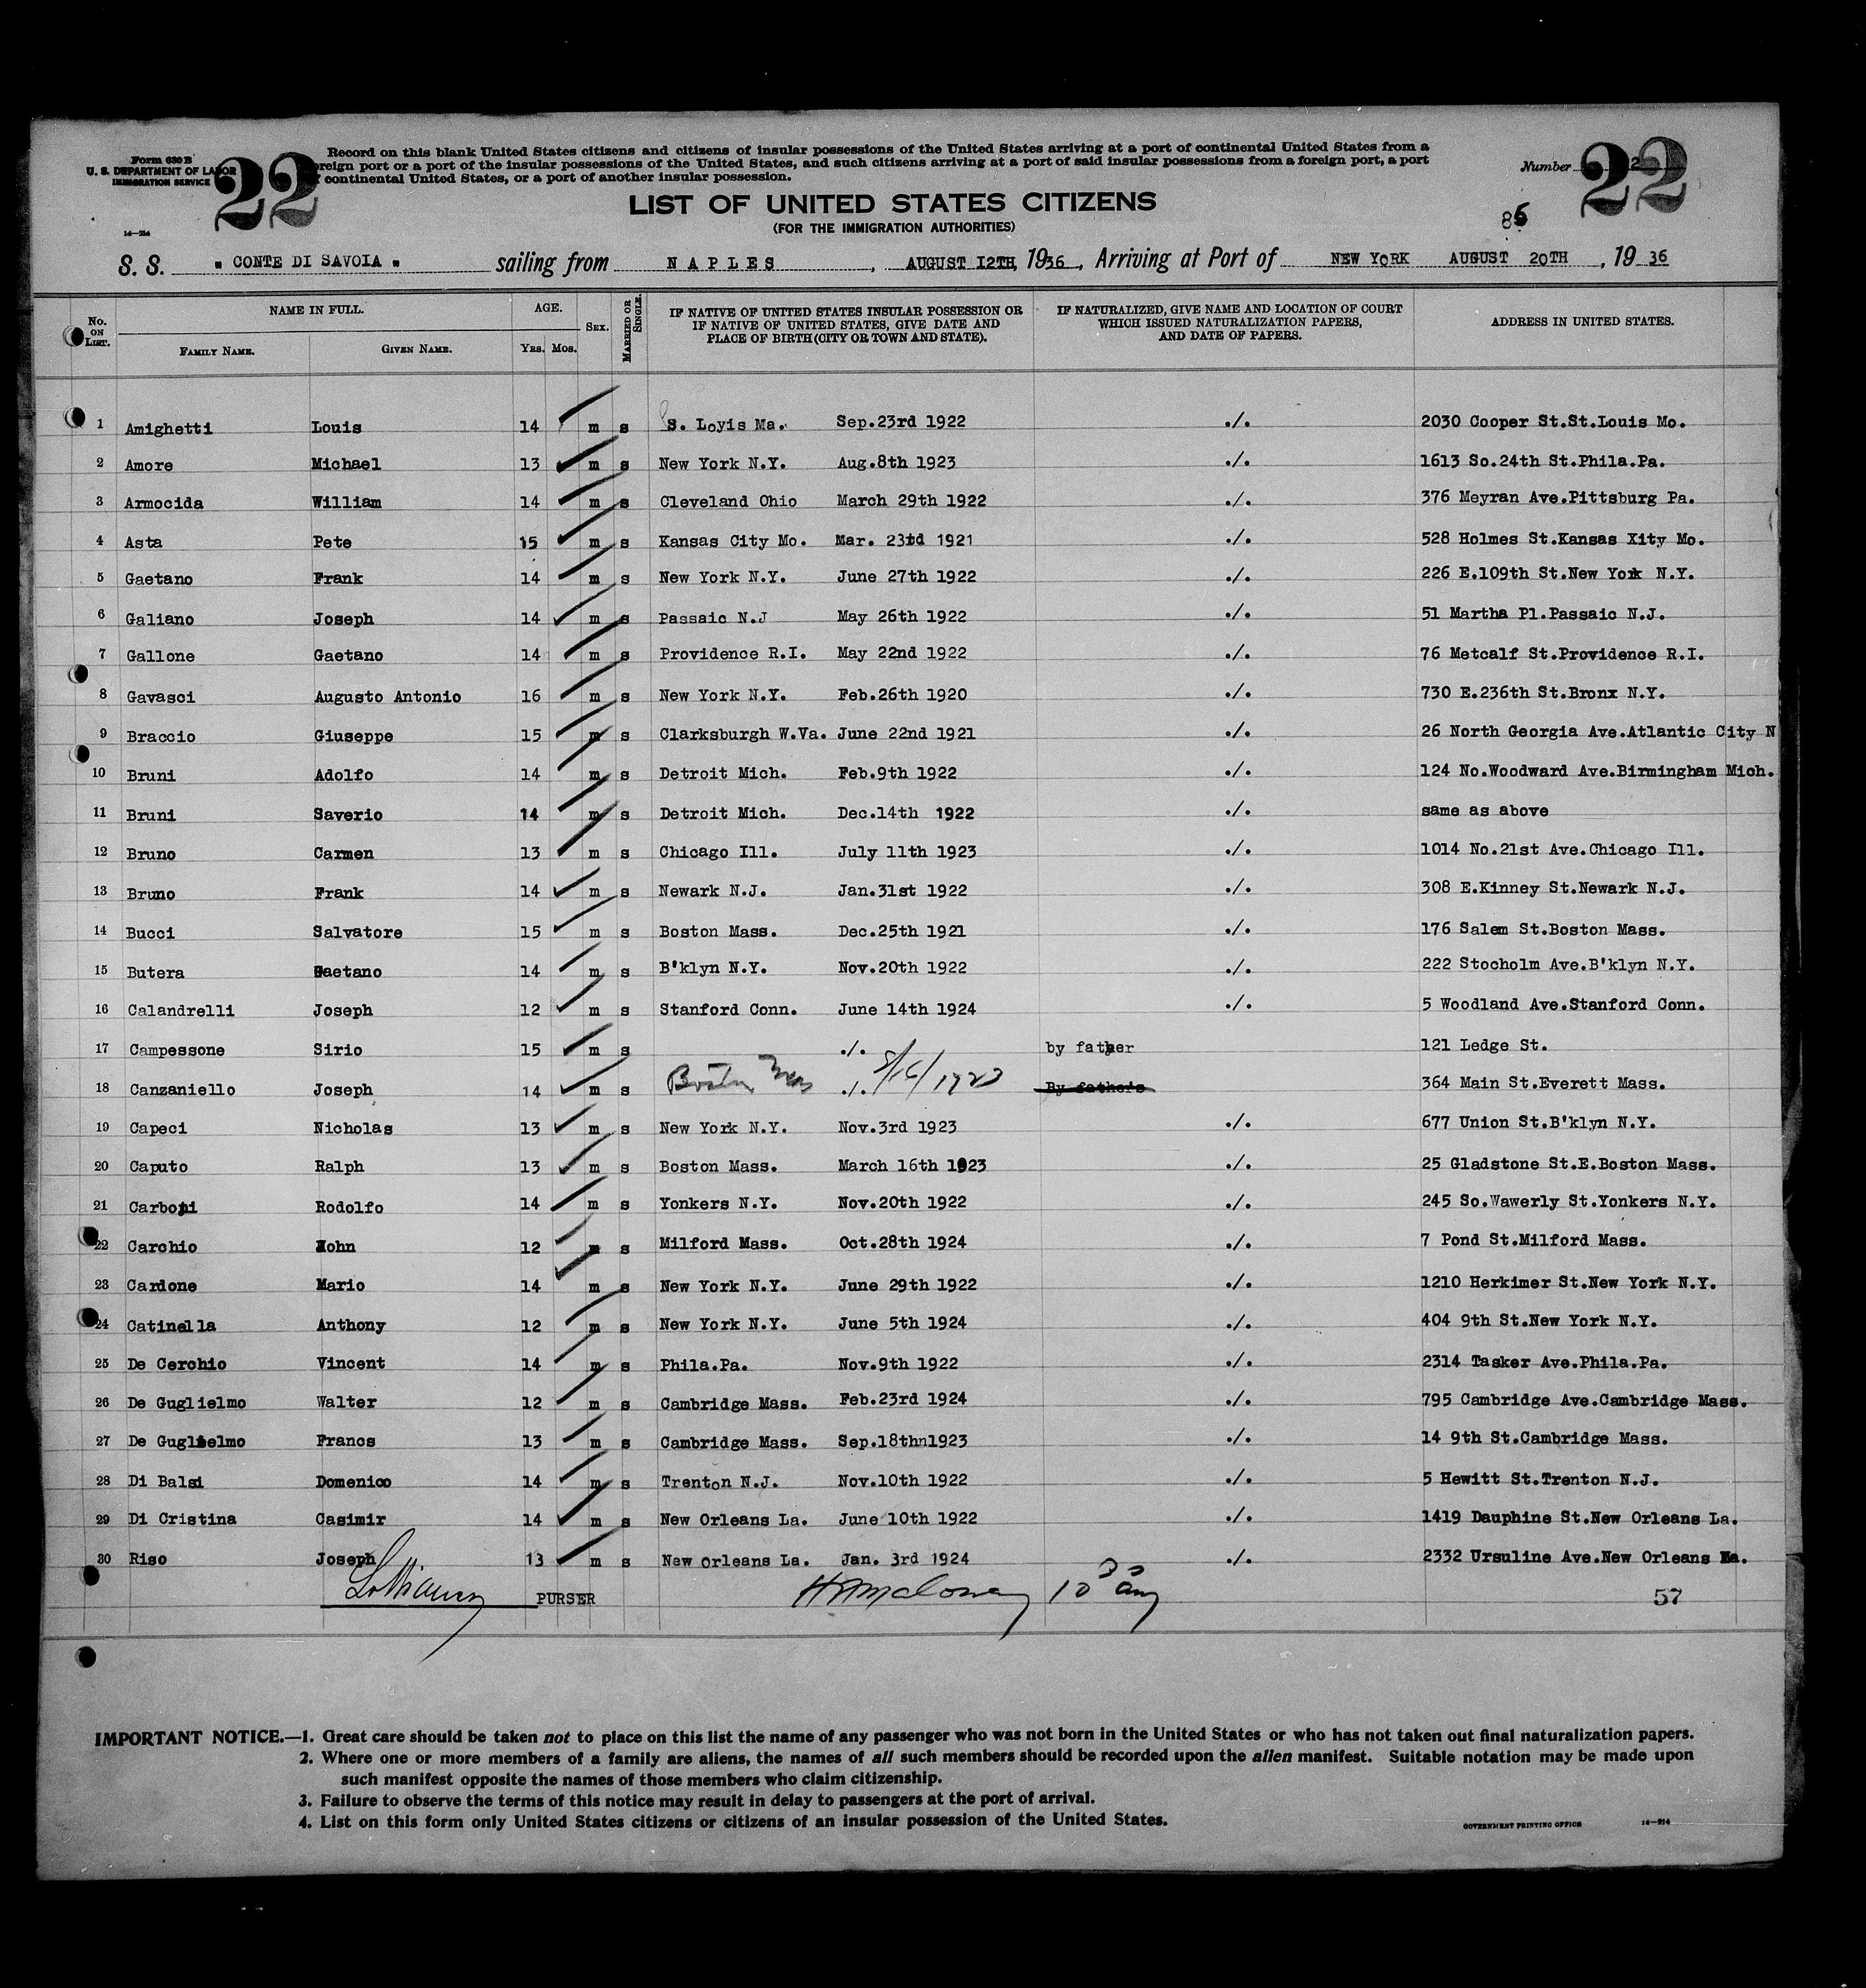 Form 630 B
U. S. DEPARTMENT OF LABOR
IMMIGRATION SERVICE
22
14—214
Record on this blank United States citizens and citizens of insular possessions of the United States arriving at a port of continental United States from a
reign port or a port of the insular possessions of the United States, and such citizens arriving at a port of said insular possessions from a foreign port, a port
continental United States, or a port of another insular possession.
Number 22
LIST OF UNITED STATES CITIZENS
(FOR THE IMMIGRATION AUTHORITIES)
S. S. " CONTE DI SAVOIA " sailing from NAPLES , AUGUST 12TH, 1936, Arriving at Port of NEW YORK AUGUST 20TH , 19 36
No. ON LIST. NAME IN FULL. FAMILY NAME. GIVEN NAME. AGE. YRS. MOS. SEX. MARRIED OR SINGLE. IF NATIVE OF UNITED STATES INSULAR POSSESSION OR IF NATIVE OF UNITED STATES, GIVE DATE AND PLACE OF BIRTH (CITY OR TOWN AND STATE). IF NATURALIZED, GIVE NAME AND LOCATION OF COURT WHICH ISSUED NATURALIZATION PAPERS, AND DATE OF PAPERS. ADDRESS IN UNITED STATES.
1 Amighetti Louis 14 m s S. Loyis Ma. Sep.23rd 1922 ./. 2030 Cooper St.St.Louis Mo.
2 Amore Michael 13 m s New York N.Y. Aug.8th 1923 ./. 1613 So.24th St.Phila.Pa.
3 Armocida William 14 m s Cleveland Ohio March 29th 1922 ./. 376 Meyran Ave.Pittsburg Pa.
4 Asta Pete 15 m s Kansas City Mo. Mar. 23td 1921 ./. 528 Holmes St.Kansas Xity Mo.
5 Gaetano Frank 14 m s New York N.Y. June 27th 1922 ./. 226 E.109th St.New York N.Y.
6 Galiano Joseph 14 m s Passaic N.J May 26th 1922 ./. 51 Martha Pl.Passaic N.J.
7 Gallone Gaetano 14 m s Providence R.I. May 22nd 1922 ./. 76 Metcalf St.Providence R.I.
8 Gavasci Augusto Antonio 16 m s New York N.Y. Feb.26th 1920 ./. 730 E.236th St.Bronx N.Y.
9 Braccio Giuseppe 15 m s Clarksburgh W.Va. June 22nd 1921 ./. 26 North Georgia Ave.Atlantic City N
10 Bruni Adolfo 14 m s Detroit Mich. Feb.9th 1922 ./. 124 No.Woodward Ave.Birmingham Mich.
11 Bruni Saverio 14 m s Detroit Mich. Dec.14th 1922 ./. same as above
12 Bruno Carmen 13 m s Chicago Ill. July 11th 1923 ./. 1014 No.21st Ave.Chicago Ill.
13 Bruno Frank 14 m s Newark N.J. Jan.31st 1922 ./. 308 E.Kinney St.Newark N.J.
14 Bucci Salvatore 15 m s Boston Mass. Dec.25th 1921 ./. 176 Salem St.Boston Mass.
15 Butera Gaetano 14 m s B'klyn N.Y. Nov.20th 1922 ./. 222 Stocholm Ave.B'klyn N.Y.
16 Calandrelli Joseph 12 m s Stanford Conn. June 14th 1924 ./. 5 Woodland Ave.Stanford Conn.
17 Campessone Sirio 15 m s ./. by father 121 Ledge St.
18 Canzaniello Joseph 14 m s Boston Mas ./. 8/16/1923 By fathers 364 Main St.Everett Mass.
19 Capeci Nicholas 13 m s New York N.Y. Nov.3rd 1923 ./. 677 Union St.B'klyn N.Y.
20 Caputo Ralph 13 m s Boston Mass. March 16th 1923 ./. 25 Gladstone St.E.Boston Mass.
21 Carboni Rodolfo 14 m s Yonkers N.Y. Nov.20th 1922 ./. 245 So.Wawerly St.Yonkers N.Y.
22 Carchio John 12 m s Milford Mass. Oct.28th 1924 ./. 7 Pond St.Milford Mass.
23 Cardone Mario 14 m s New York N.Y. June 29th 1922 ./. 1210 Herkimer St.New York N.Y.
24 Catinella Anthony 12 m s New York N.Y. June 5th 1924 ./. 404 9th St.New York N.Y.
25 De Cerchio Vincent 14 m s Phila.Pa. Nov.9th 1922 ./. 2314 Tasker Ave.Phila.Pa.
26 De Guglielmo Walter 12 m s Cambridge Mass. Feb.23rd 1924 ./. 795 Cambridge Ave.Cambridge Mass.
27 De Guglielmo Francs 13 m s Cambridge Mass. Sep.18thn1923 ./. 14 9th St.Cambridge Mass.
28 Di Balsi Domenico 14 m s Trenton N.J. Nov.10th 1922 ./. 5 Hewitt St.Trenton N.J.
29 Di Cristina Casimir 14 m s New Orleans La. June 10th 1922 ./. 1419 Dauphine St.New Orleans La.
30 Riso Joseph 13 m s New Orleans La. Jan. 3rd 1924 ./. 2332 Ursuline Ave.New Orleans La.
PURSER 10 30 am 57
IMPORTANT NOTICE.—1. Great care should be taken not to place on this list the name of any passenger who was not born in the United States or who has not taken out final naturalization papers.
2. Where one or more members of a family are aliens, the names of all such members should be recorded upon the alien manifest. Suitable notation may be made upon
such manifest opposite the names of those members who claim citizenship.
3. Failure to observe the terms of this notice may result in delay to passengers at the port of arrival.
4. List on this form only United States citizens or citizens of an insular possession of the United States.
GOVERNMENT PRINTING OFFICE 14—214